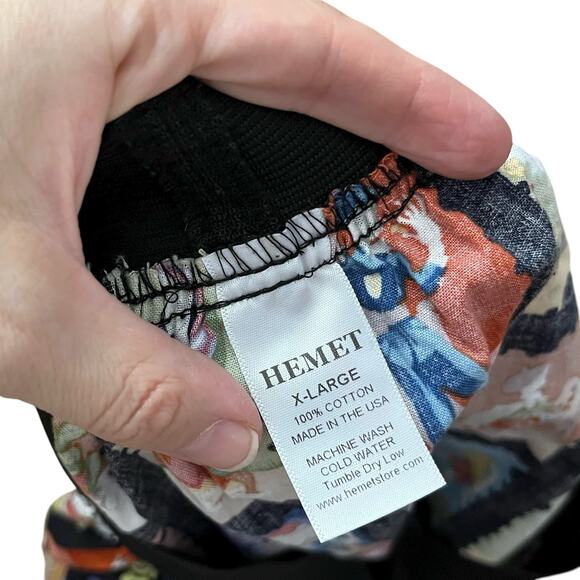 HEMET
X-LARGE
100% COTTON
MADE IN THE USA
MACHINE WASH
COLD WATER
Tumble Dry Low
www.hemetstore.com